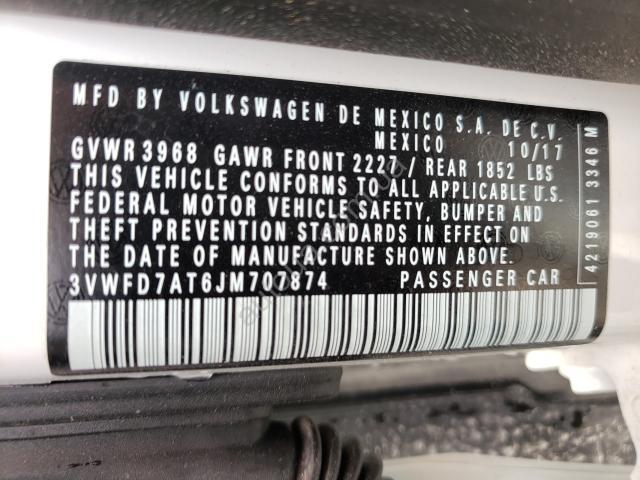 MFD BY VOLKSWAGEN DE MEXICO S.A. DE C.V.
MEXICO 10/17
GVWR 3968 GAWR FRONT 2227 / REAR 1852 LBS
THIS VEHICLE CONFORMS TO ALL APPLICABLE U.S.
FEDERAL MOTOR VEHICLE SAFETY, BUMPER AND
THEFT PREVENTION STANDARDS IN EFFECT ON
THE DATE OF MANUFACTURE SHOWN ABOVE.
3VWFD7AT6JM707874 PASSENGER CAR
4219061 3346 M